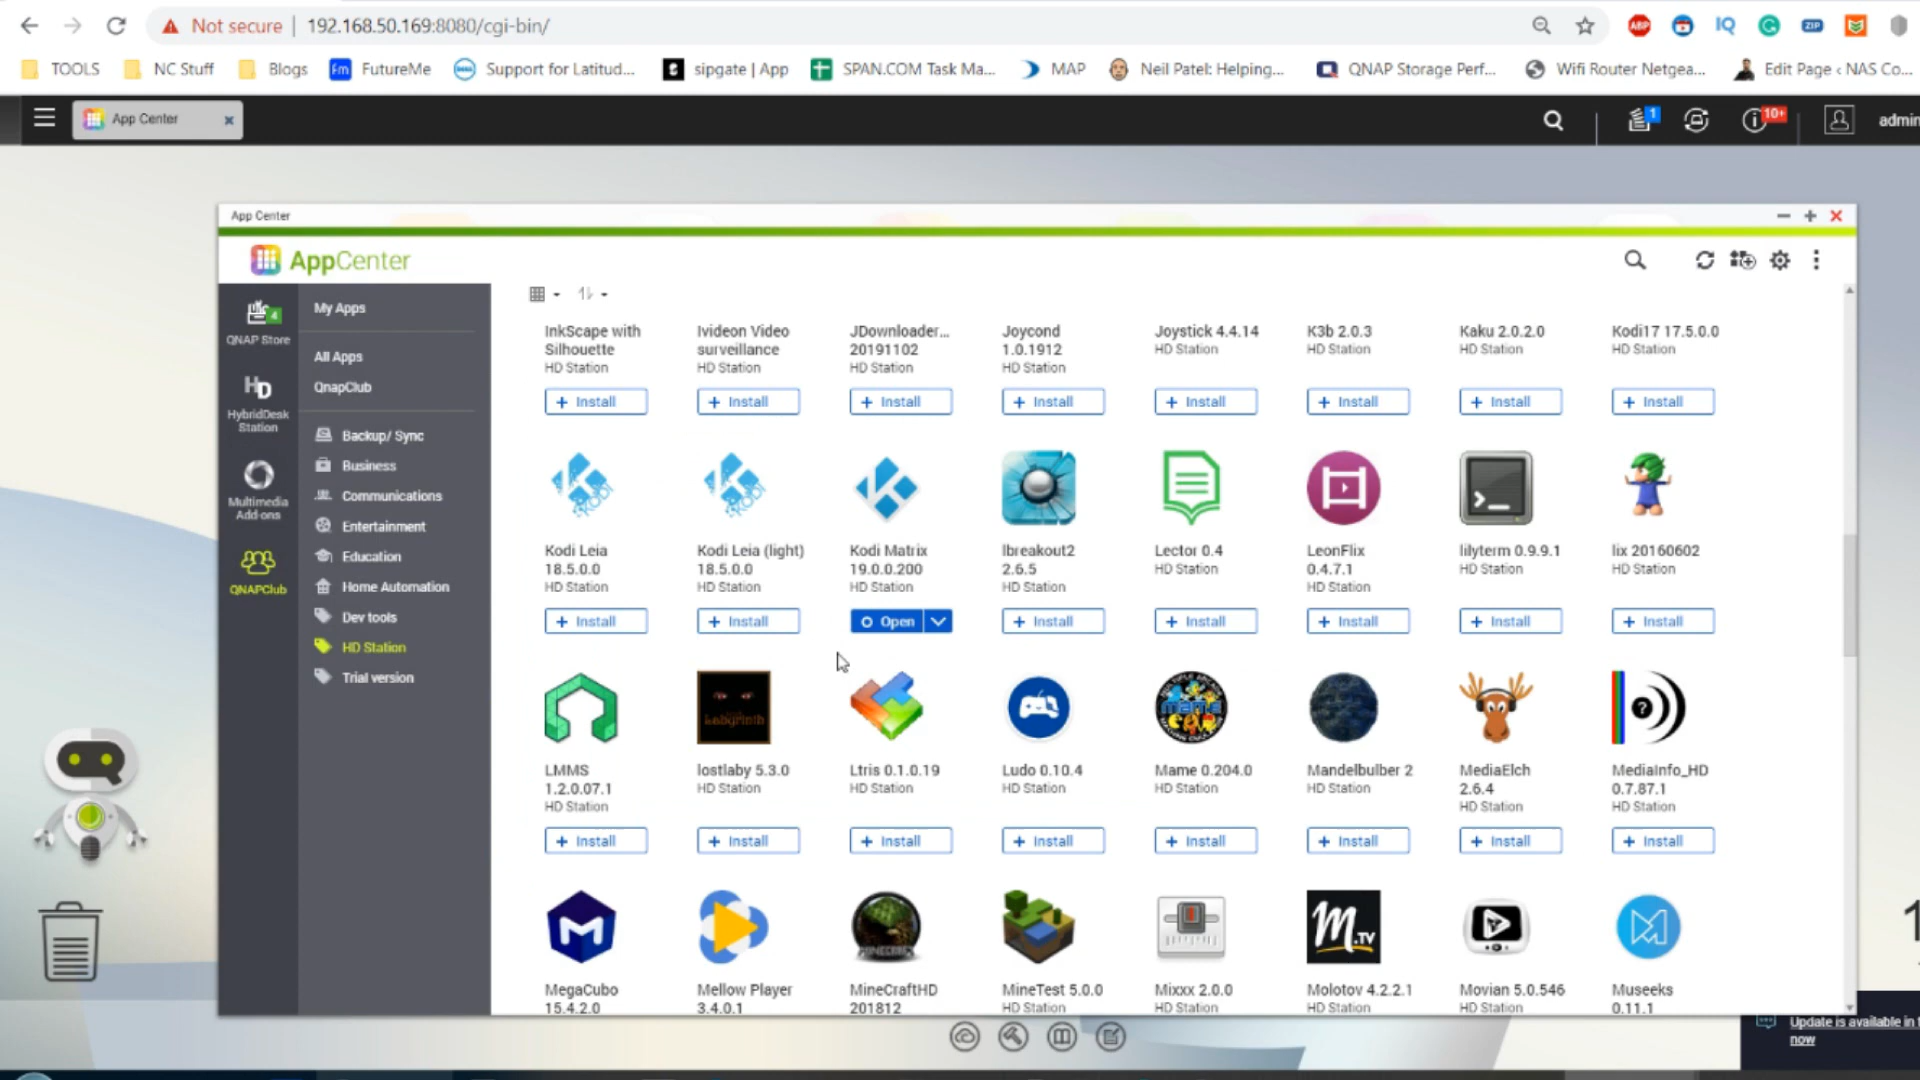 Not secure | 192.168.50.169:8080/cgi-bin/
ABP IQ G ZIP
TOOLS NC Stuff Blogs Fm FutureMe DELL Support for Latitud... sipgate | App SPAN.COM Task Ma... MAP Neil Patel: Helping... QNAP Storage Perf... Wifi Router Netgea... Edit Page ‹ NAS Co...
App Center 1 10+ admin
App Center
AppCenter
4
QNAP Store
HD
HybridDesk
Station
Multimedia
Add-ons
QNAPClub
My Apps
All Apps
QnapClub
Backup/ Sync
Business
Communications
Entertainment
Education
Home Automation
Dev tools
HD Station
Trial version
InkScape with
Silhouette
HD Station
+ Install
Ivideon Video
surveillance
HD Station
+ Install
JDownloader...
20191102
HD Station
+ Install
Joycond
1.0.1912
HD Station
+ Install
Joystick 4.4.14
HD Station
+ Install
K3b 2.0.3
HD Station
+ Install
Kaku 2.0.2.0
HD Station
+ Install
Kodi17 17.5.0.0
HD Station
+ Install
KODI
Kodi Leia
18.5.0.0
HD Station
+ Install
KODI
Kodi Leia (light)
18.5.0.0
HD Station
+ Install
Kodi Matrix
19.0.0.200
HD Station
Open
lbreakout2
2.6.5
HD Station
+ Install
Lector 0.4
HD Station
+ Install
LeonFlix
0.4.7.1
HD Station
+ Install
>_
lilyterm 0.9.9.1
HD Station
+ Install
lix 20160602
HD Station
+ Install
LMMS
1.2.0.07.1
HD Station
+ Install
Labyrinth
lostlaby 5.3.0
HD Station
+ Install
Ltris 0.1.0.19
HD Station
+ Install
Ludo 0.10.4
HD Station
+ Install
Mame 0.204.0
HD Station
+ Install
Mandelbulber 2
HD Station
+ Install
MediaElch
2.6.4
HD Station
+ Install
?
MediaInfo_HD
0.7.87.1
HD Station
+ Install
M
MegaCubo
15.4.2.0
Mellow Player
3.4.0.1
MINECRAFT
MineCraftHD
201812
MineTest 5.0.0
HD Station
Mixxx 2.0.0
HD Station
M.TV
Molotov 4.2.2.1
HD Station
Movian 5.0.546
HD Station
Museeks
0.11.1
1
Update is available in t
now